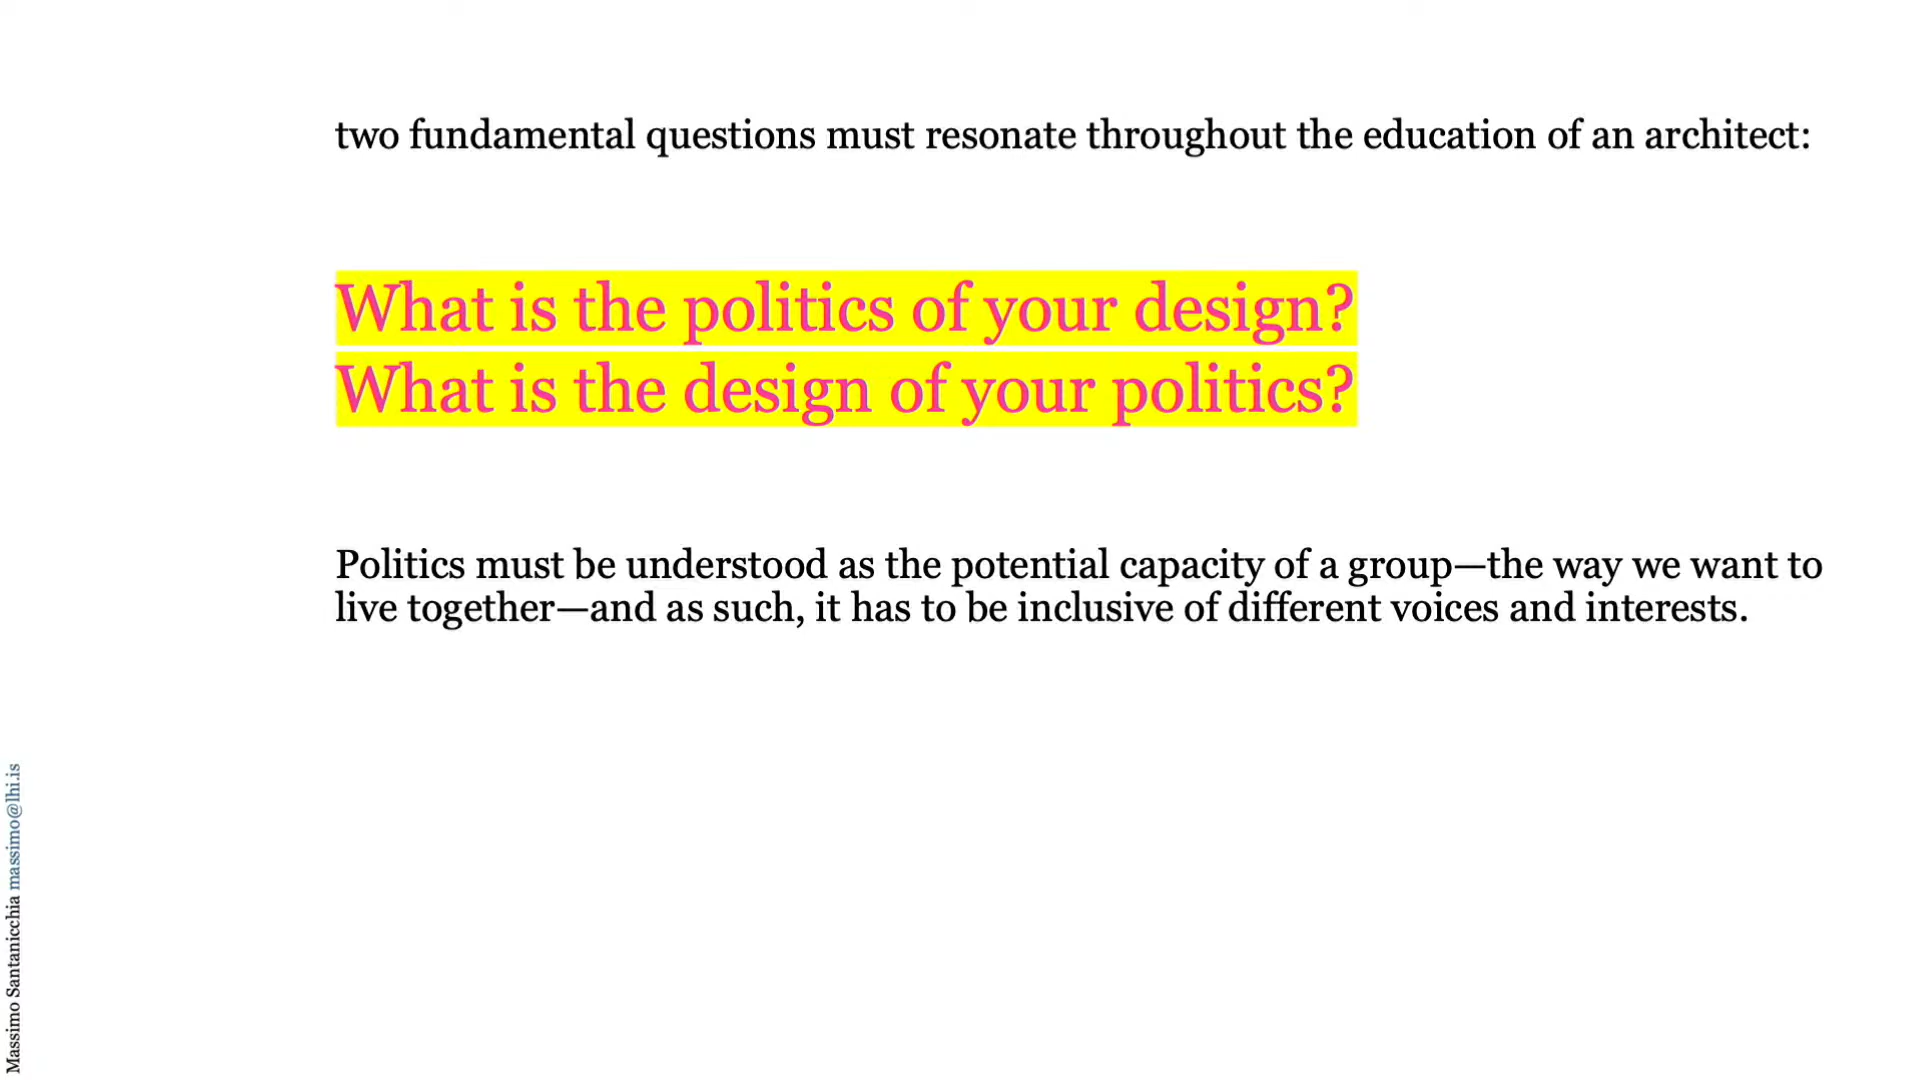 two fundamental questions must resonate throughout the education of an architect:
What is the politics of your design?
What is the design of your politics?
Politics must be understood as the potential capacity of a group—the way we want to
live together—and as such, it has to be inclusive of different voices and interests.
Massimo Santanicchia massimo@lhi.is